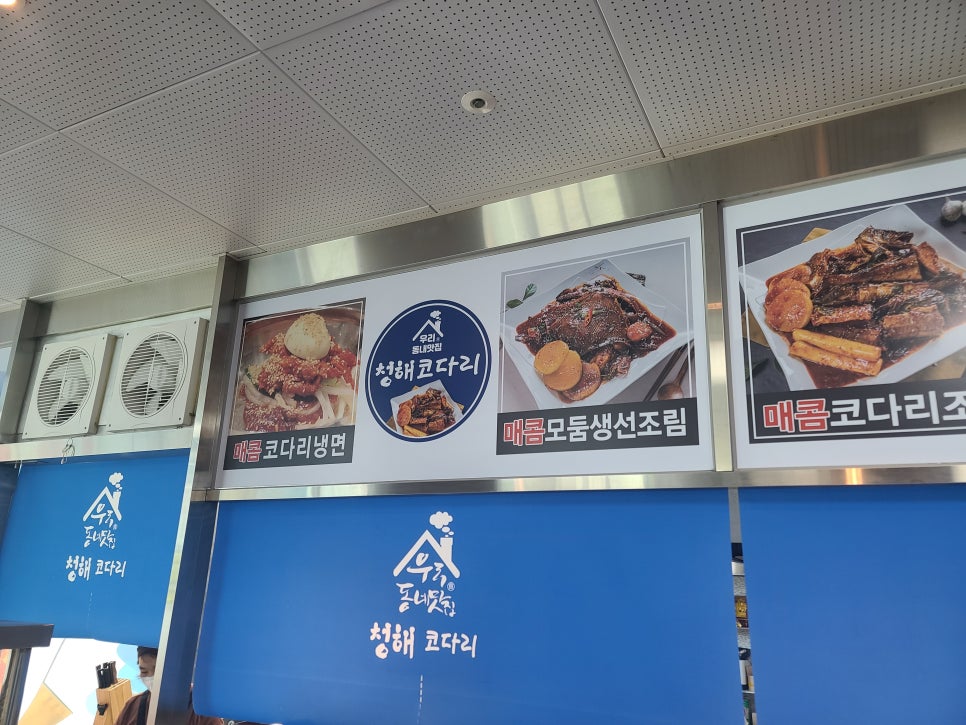 매콤 코다리냉면
우리
동네맛집
청해코다리
매콤모둠생선조림
매콤코다리조
우리
동네맛집
청해 코다리
우리
동네맛집
청해 코다리